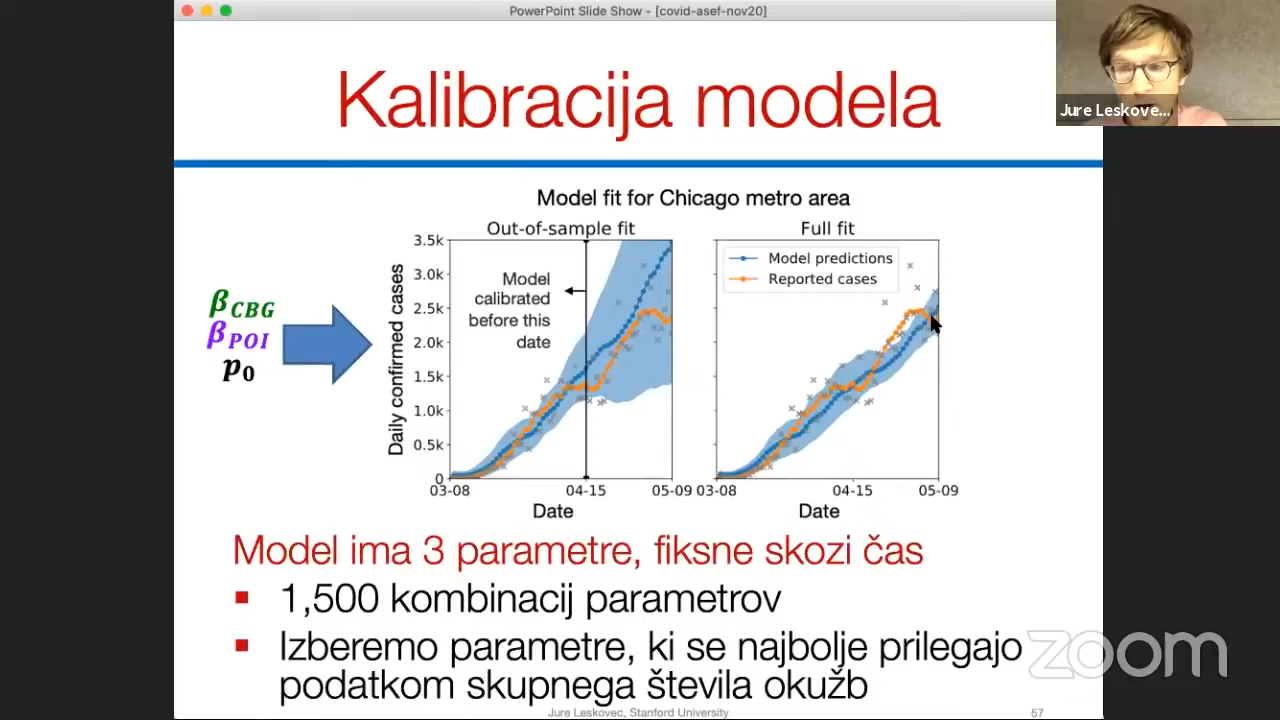 PowerPoint Slide Show - [covid-asef-nov20]
Jure Leskove...
Kalibracija modela
Model fit for Chicago metro area
Out-of-sample fit
Full fit
Daily confirmed cases
3.5k
3.0k
2.5k
2.0k
1.5k
1.0k
0.5k
0
Model
calibrated
before this
date
Model predictions
Reported cases
β_CBG
β_POI
p_0
03-08 04-15 05-09
03-08 04-15 05-09
Date
Date
Model ima 3 parametre, fiksne skozi čas
1,500 kombinacij parametrov
Izberemo parametre, ki se najbolje prilegajo
podatkom skupnega števila okužb
Jure Leskovec, Stanford University
57
zoom